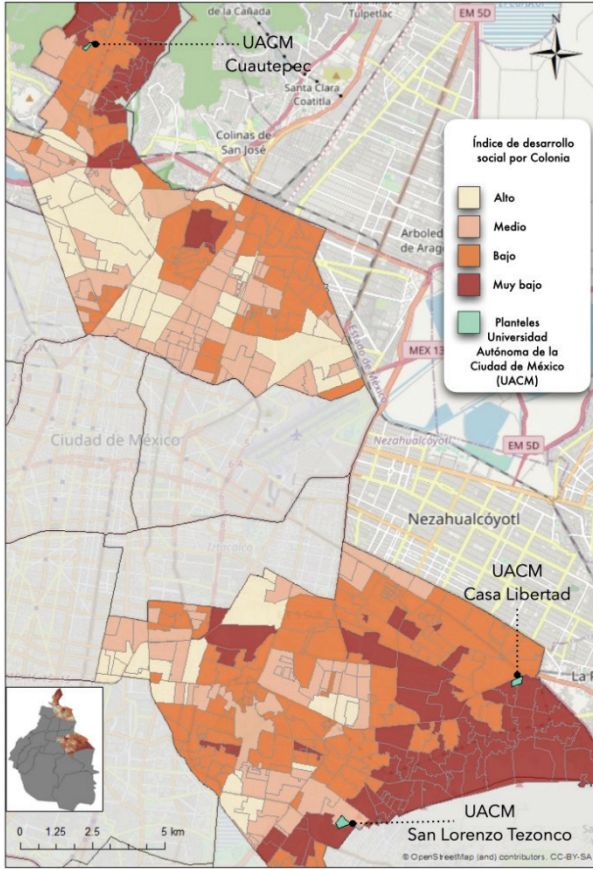 de la Cañada
Tulpetlac
EM 5D
N
UACM
Cuautepec
Santa Clara
Coatitla
Colinas de
San José
Índice de desarrollo
social por Colonia
Alto
Medio
Bajo
Muy bajo
Planteles
Universidad
Autónoma de la
Ciudad de México
(UACM)
Arboled
de Arag
Estado de México
MEX 13
Ciudad de México
Nezahualcóyotl
EM 5D
Nezahualcóyotl
Iztacalco
UACM
Casa Libertad
La P
UACM
San Lorenzo Tezonco
0 1.25 2.5 5 km
© OpenStreetMap (and) contributors, CC-BY-SA